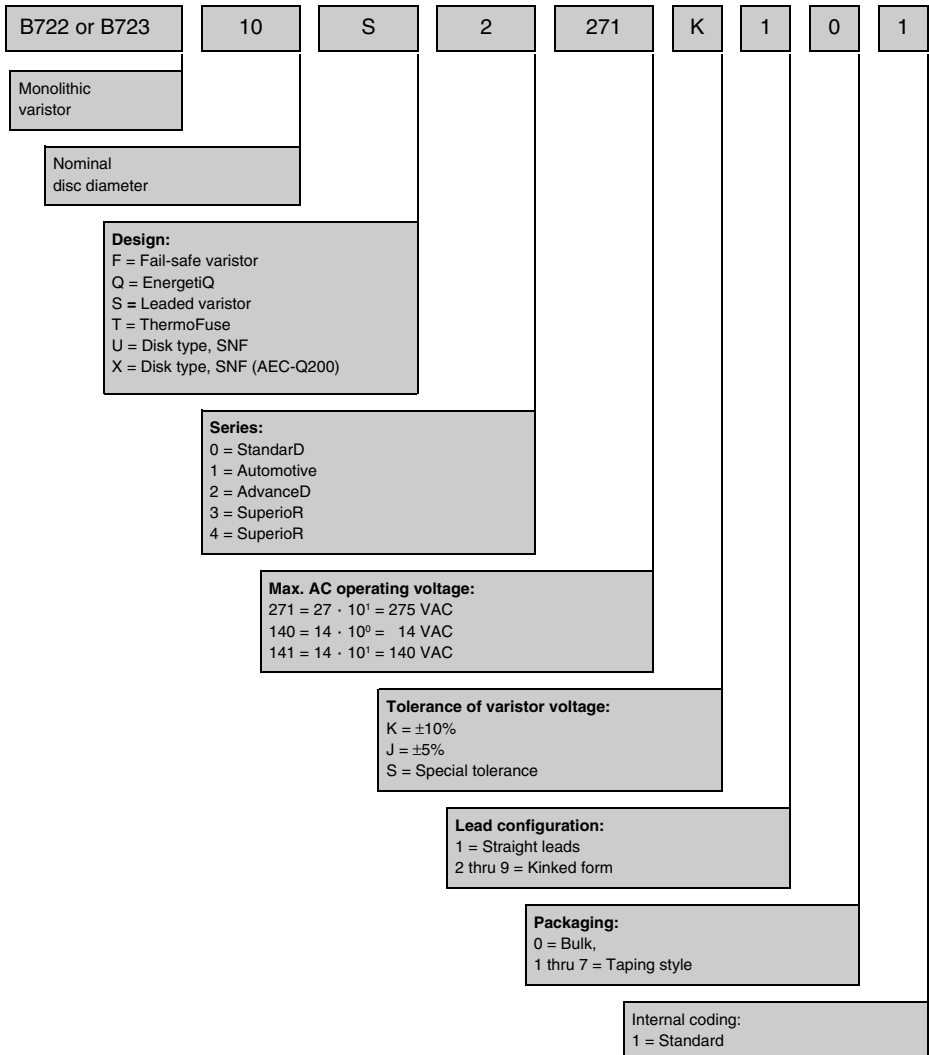 B722 or B723 10 S 2 271 K 1 0 1
Monolithic
varistor
Nominal
disc diameter
Design:
F = Fail-safe varistor
Q = EnergetiQ
S = Leaded varistor
T = ThermoFuse
U = Disk type, SNF
X = Disk type, SNF (AEC-Q200)
Series:
0 = StandarD
1 = Automotive
2 = AdvanceD
3 = SuperioR
4 = SuperioR
Max. AC operating voltage:
271 = 27 · 10¹ = 275 VAC
140 = 14 · 10⁰ = 14 VAC
141 = 14 · 10¹ = 140 VAC
Tolerance of varistor voltage:
K = ±10%
J = ±5%
S = Special tolerance
Lead configuration:
1 = Straight leads
2 thru 9 = Kinked form
Packaging:
0 = Bulk,
1 thru 7 = Taping style
Internal coding:
1 = Standard